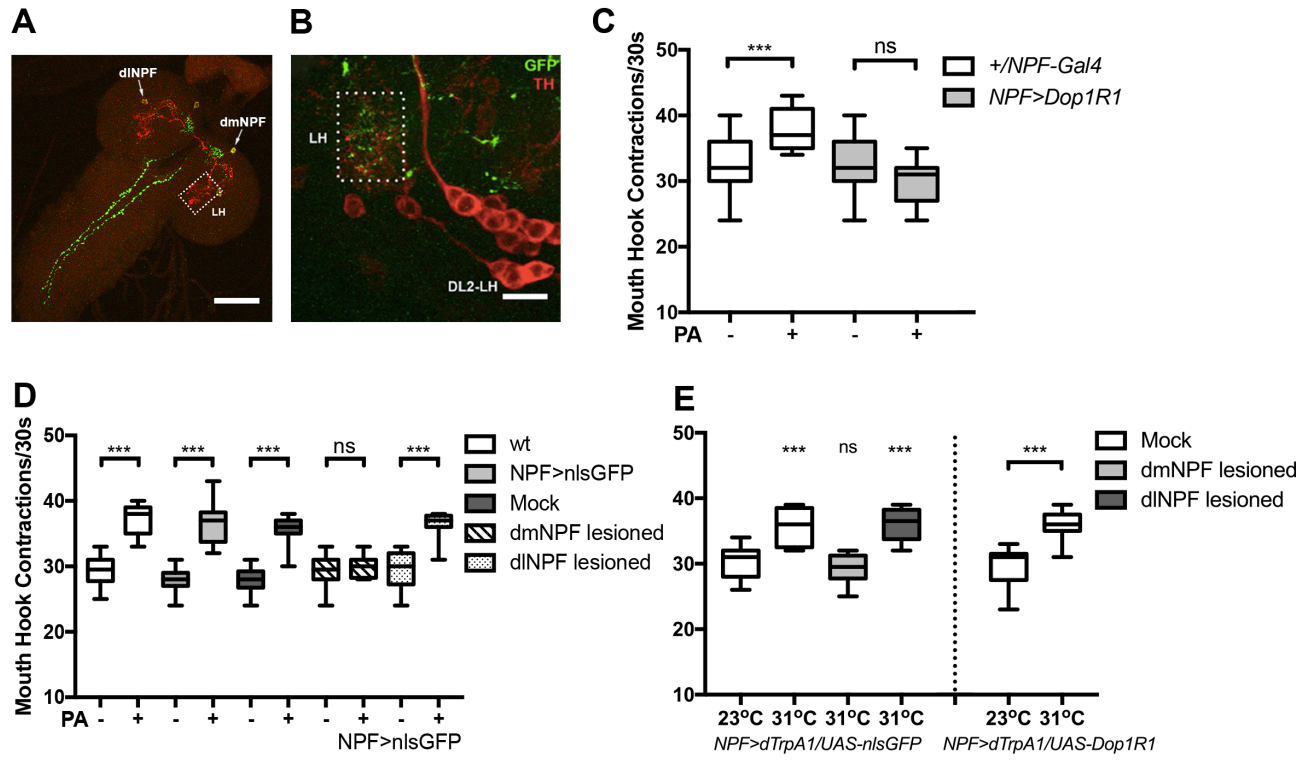 A
dlNPF
dmNPF
LH
B
GFP
TH
LH
DL2-LH
C
Mouth Hook Contractions/30s
50
40
30
20
10
***
ns
+/NPF-Gal4
NPF>Dop1R1
PA - + - +
D
Mouth Hook Contractions/30s
50
40
30
20
10
*** *** *** ns ***
wt
NPF>nlsGFP
Mock
dmNPF lesioned
dlNPF lesioned
PA - + - + - + - + - +
NPF>nlsGFP
E
50
40
30
20
10
*** ns *** ***
Mock
dmNPF lesioned
dlNPF lesioned
23ºC 31ºC 31ºC 31ºC 23ºC 31ºC
NPF>dTrpA1/UAS-nlsGFP NPF>dTrpA1/UAS-Dop1R1